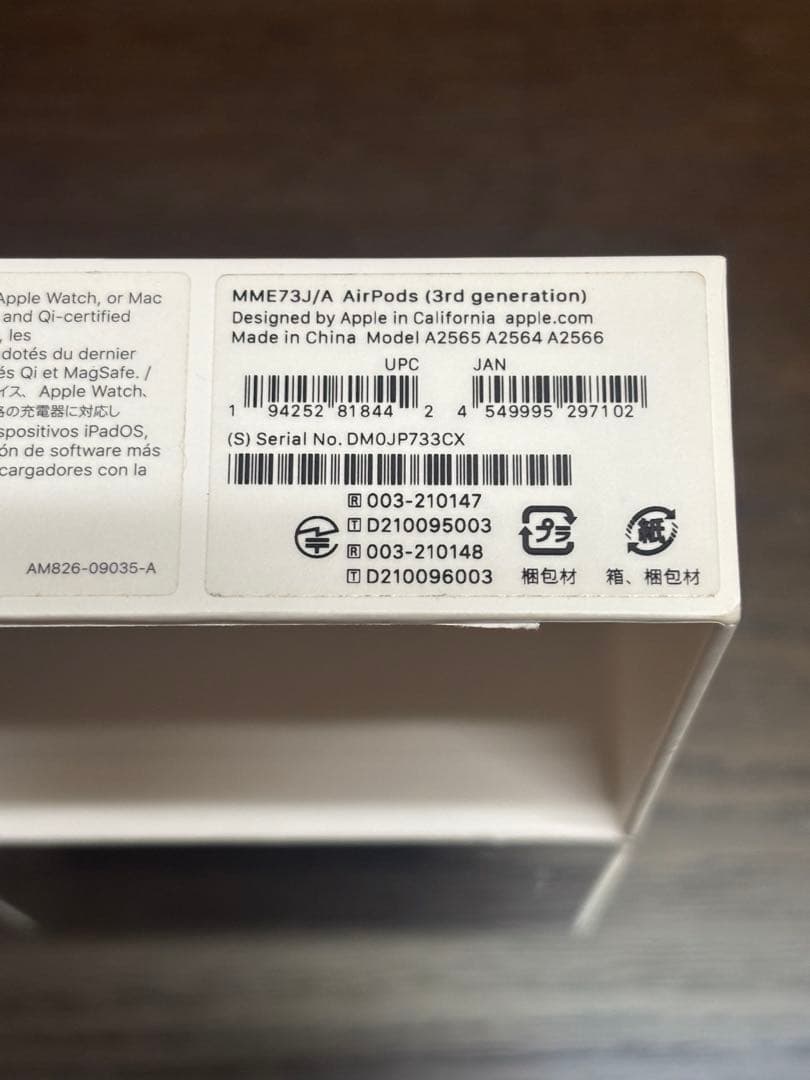 Apple Watch, or Mac
and Qi-certified
, les
dotés du dernier
és Qi et MagSafe. /
イス、Apple Watch、
の充電器に対応し
spositivos iPadOS,
ón de software más
cargadores con la
AM826-09035-A
MME73J/A AirPods (3rd generation)
Designed by Apple in California apple.com
Made in China Model A2565 A2564 A2566
UPC JAN
1 94252 81844 2 4 549995 297102
(S) Serial No. DM0JP733CX
R 003-210147
T D210095003
R 003-210148
T D210096003
プラ
梱包材
紙
箱、梱包材